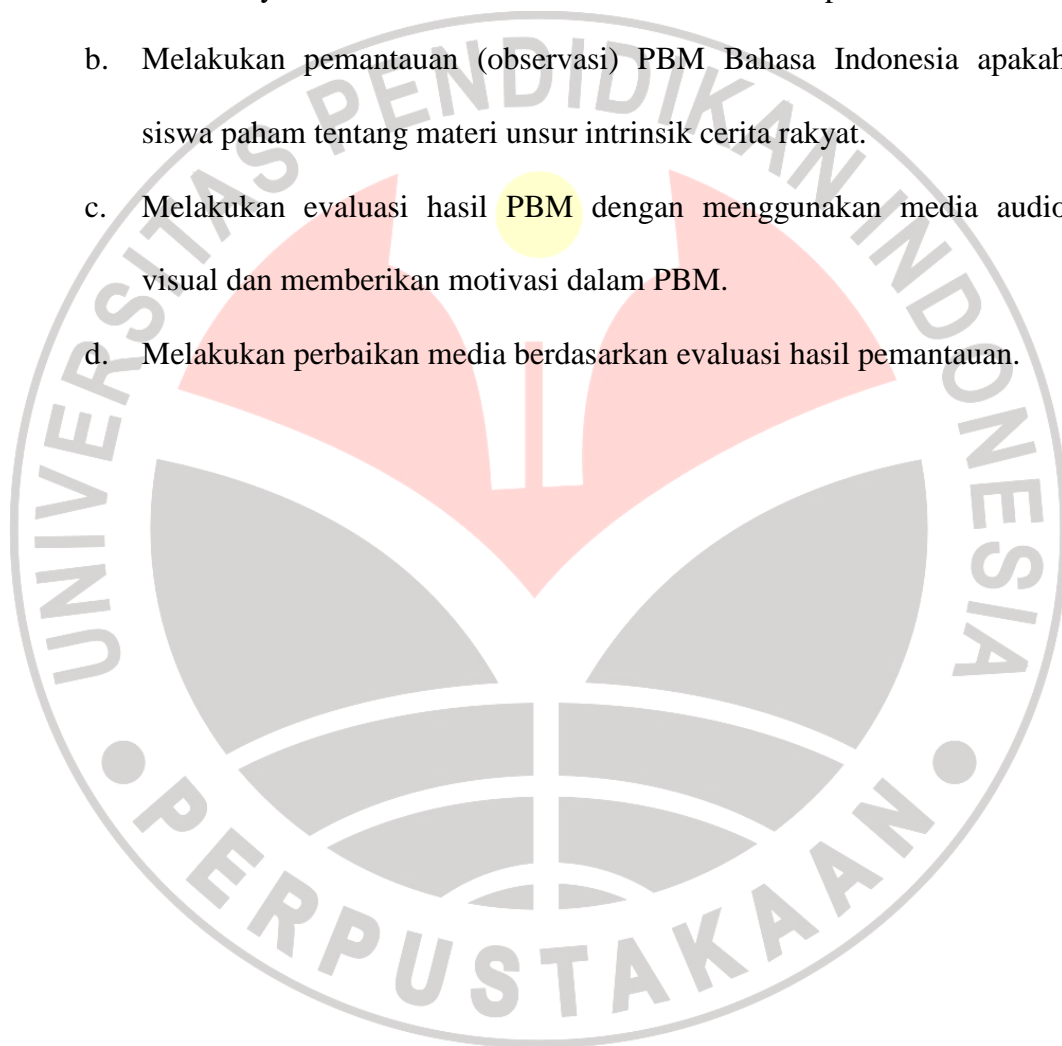 b. Melakukan pemantauan (observasi) PBM Bahasa Indonesia apakah
siswa paham tentang materi unsur intrinsik cerita rakyat.
c. Melakukan evaluasi hasil PBM dengan menggunakan media audio
visual dan memberikan motivasi dalam PBM.
d. Melakukan perbaikan media berdasarkan evaluasi hasil pemantauan.
UNIVERSITAS PENDIDIKAN INDONESIA
PERPUSTAKAAN